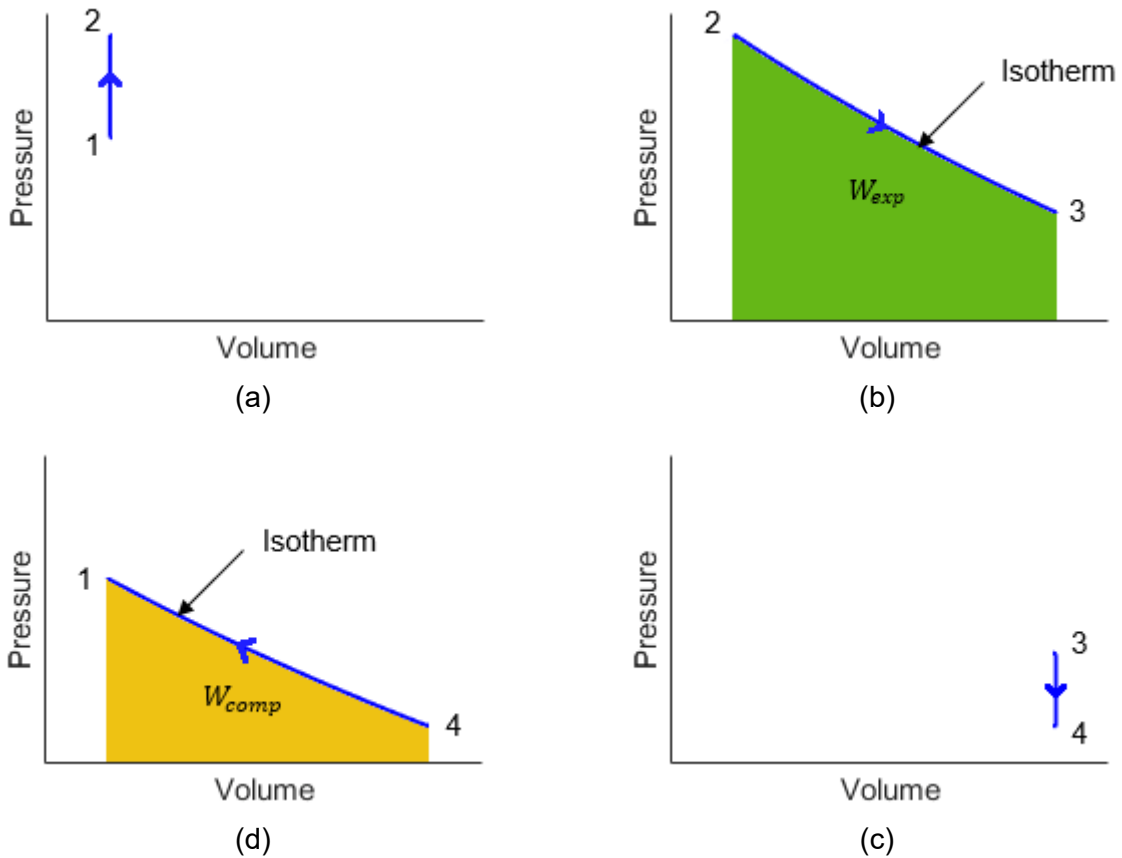 2
1
Pressure
Volume
(a)
2
Isotherm
W_exp
3
Pressure
Volume
(b)
1
Isotherm
W_comp
4
Pressure
Volume
(d)
3
4
Pressure
Volume
(c)